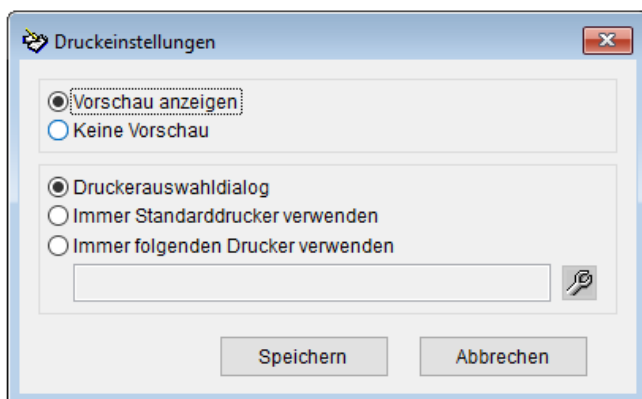 Druckeinstellungen
Vorschau anzeigen
Keine Vorschau
Druckerauswahldialog
Immer Standarddrucker verwenden
Immer folgenden Drucker verwenden
Speichern Abbrechen